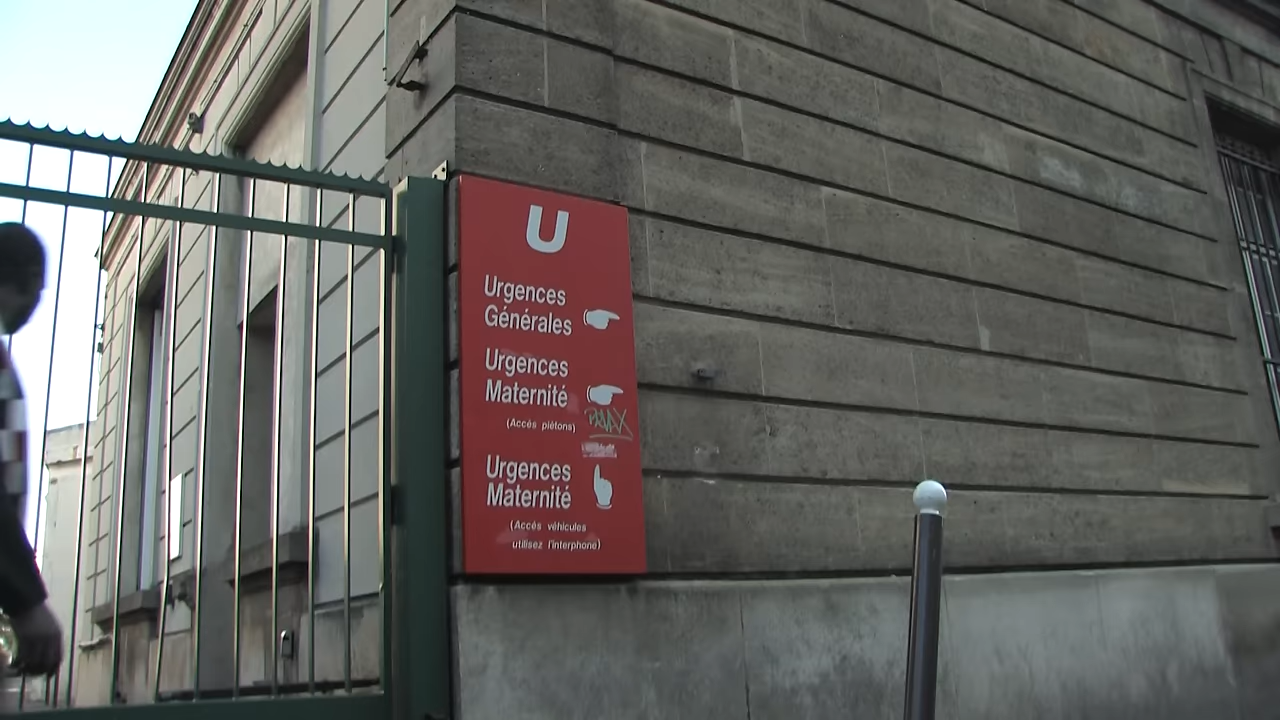 U
Urgences
Générales
Urgences
Maternité
(Accès piétons)
Urgences
Maternité
(Accès véhicules
utilisez l'interphone)